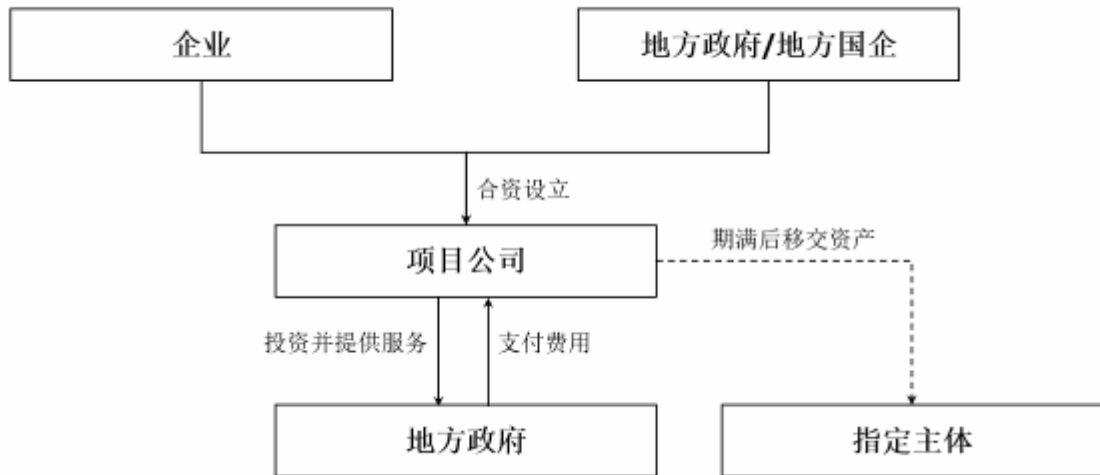 企业
地方政府/地方国企
合资设立
项目公司
期满后移交资产
投资并提供服务
支付费用
地方政府
指定主体